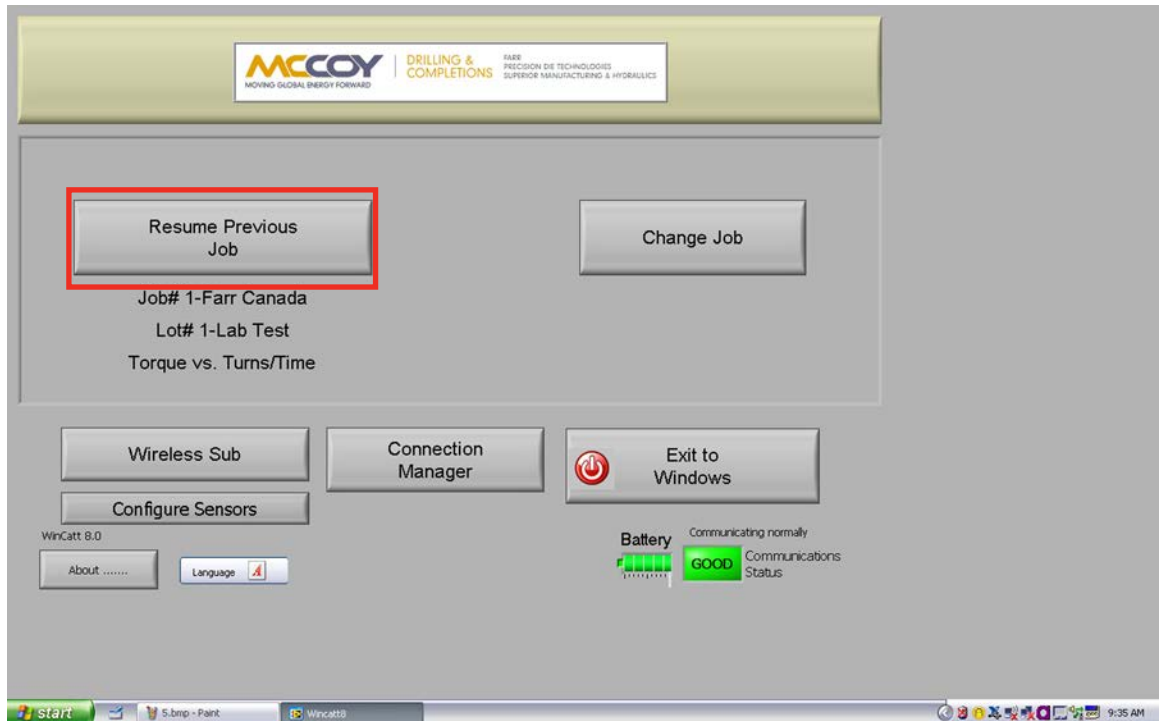 MCCOY
MOVING GLOBAL ENERGY FORWARD
DRILLING &
COMPLETIONS
FARR
PRECISION DIE TECHNOLOGIES
SUPERIOR MANUFACTURING & HYDRAULICS
Resume Previous
Job
Change Job
Job# 1-Farr Canada
Lot# 1-Lab Test
Torque vs. Turns/Time
Wireless Sub
Connection
Manager
Exit to
Windows
Configure Sensors
WinCatt 8.0
About .......
Language A
Battery
Communicating normally
GOOD
Communications
Status
start
5.bmp - Paint
Wincatt8
9:35 AM